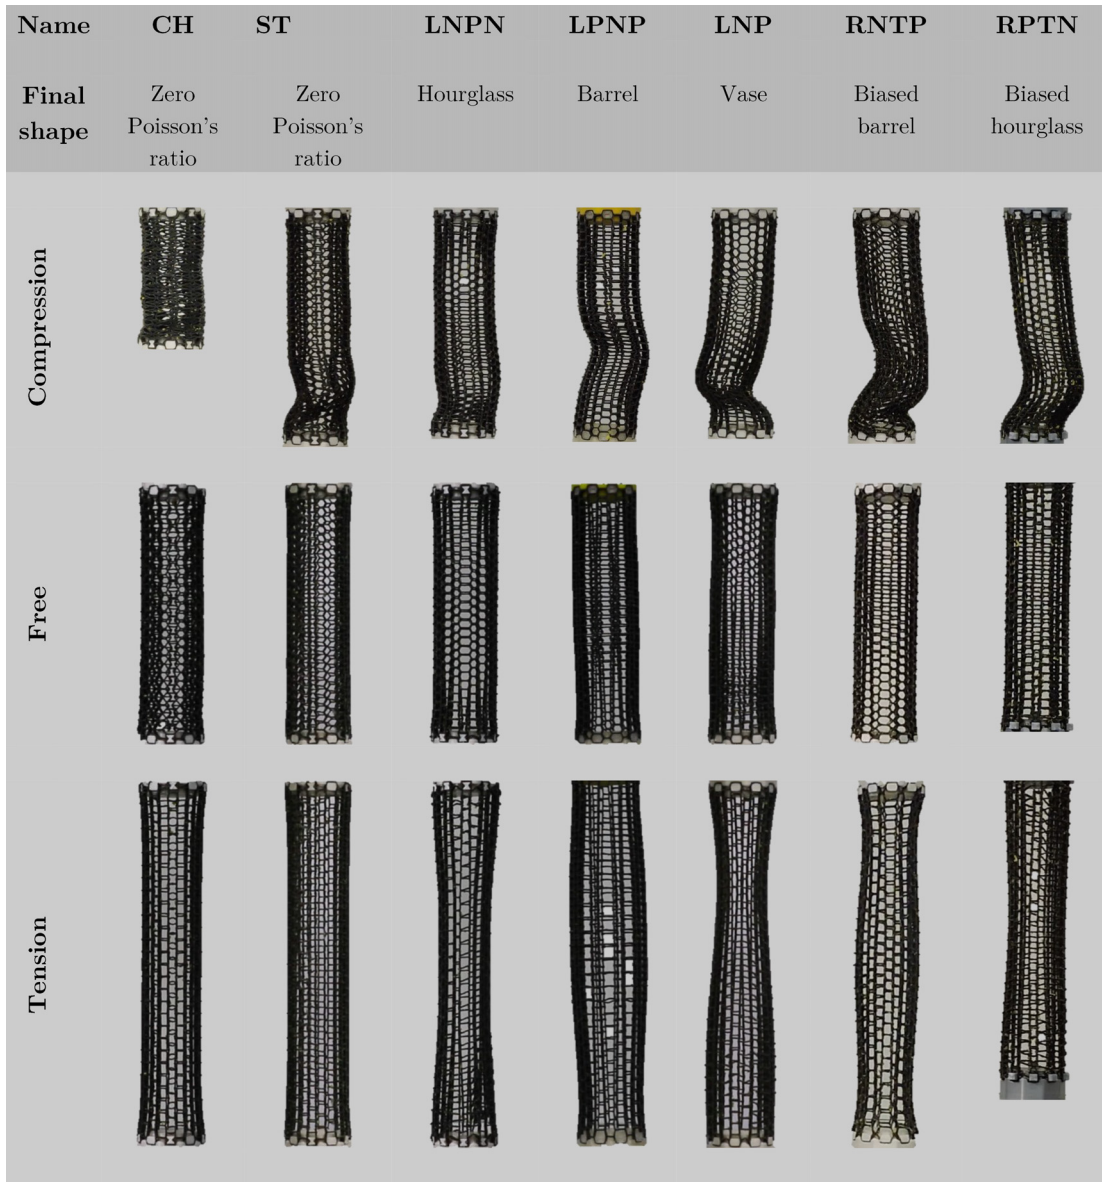 Name CH ST LNPN LPNP LNP RNTP RPTN
Final Zero Zero Hourglass Barrel Vase Biased Biased
shape Poisson's Poisson's barrel hourglass
ratio ratio
Compression
Free
Tension